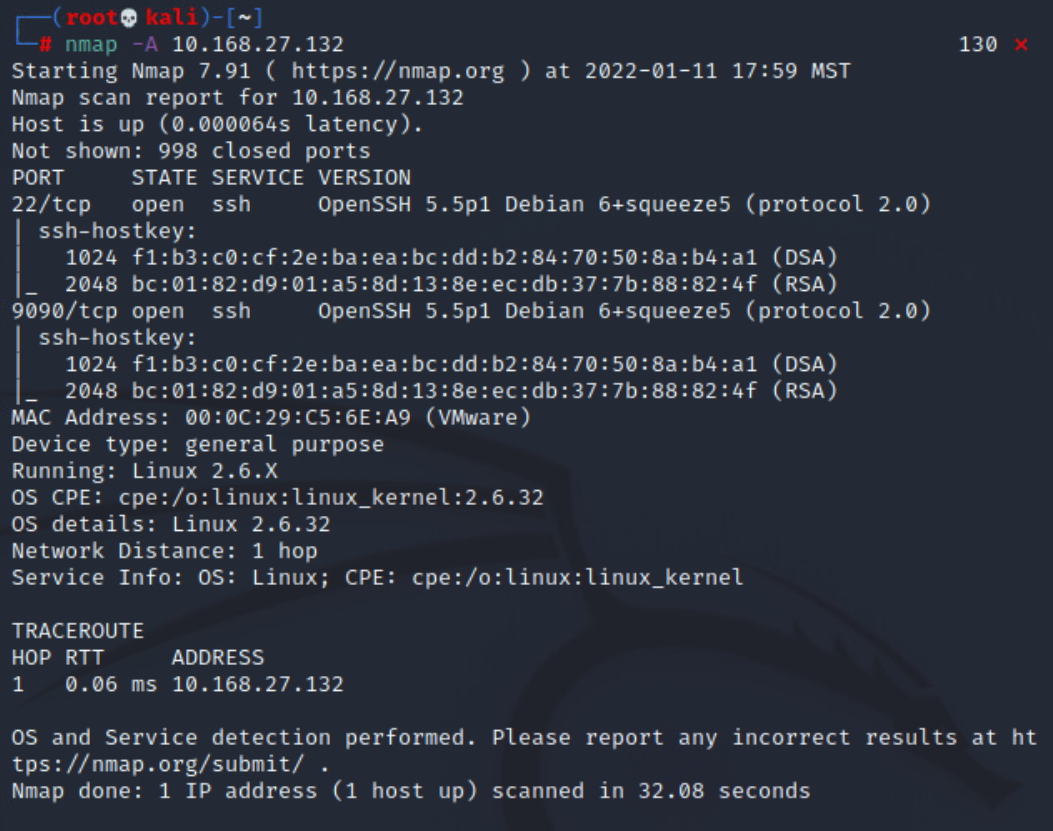 ┌──(root💀kali)-[~]
└─# nmap -A 10.168.27.132 130 ⨯
Starting Nmap 7.91 ( https://nmap.org ) at 2022-01-11 17:59 MST
Nmap scan report for 10.168.27.132
Host is up (0.000064s latency).
Not shown: 998 closed ports
PORT     STATE SERVICE VERSION
22/tcp   open  ssh     OpenSSH 5.5p1 Debian 6+squeeze5 (protocol 2.0)
| ssh-hostkey:
|   1024 f1:b3:c0:cf:2e:ba:ea:bc:dd:b2:84:70:50:8a:b4:a1 (DSA)
|_  2048 bc:01:82:d9:01:a5:8d:13:8e:ec:db:37:7b:88:82:4f (RSA)
9090/tcp open  ssh     OpenSSH 5.5p1 Debian 6+squeeze5 (protocol 2.0)
| ssh-hostkey:
|   1024 f1:b3:c0:cf:2e:ba:ea:bc:dd:b2:84:70:50:8a:b4:a1 (DSA)
|_  2048 bc:01:82:d9:01:a5:8d:13:8e:ec:db:37:7b:88:82:4f (RSA)
MAC Address: 00:0C:29:C5:6E:A9 (VMware)
Device type: general purpose
Running: Linux 2.6.X
OS CPE: cpe:/o:linux:linux_kernel:2.6.32
OS details: Linux 2.6.32
Network Distance: 1 hop
Service Info: OS: Linux; CPE: cpe:/o:linux:linux_kernel
TRACEROUTE
HOP RTT     ADDRESS
1   0.06 ms 10.168.27.132
OS and Service detection performed. Please report any incorrect results at ht
tps://nmap.org/submit/ .
Nmap done: 1 IP address (1 host up) scanned in 32.08 seconds